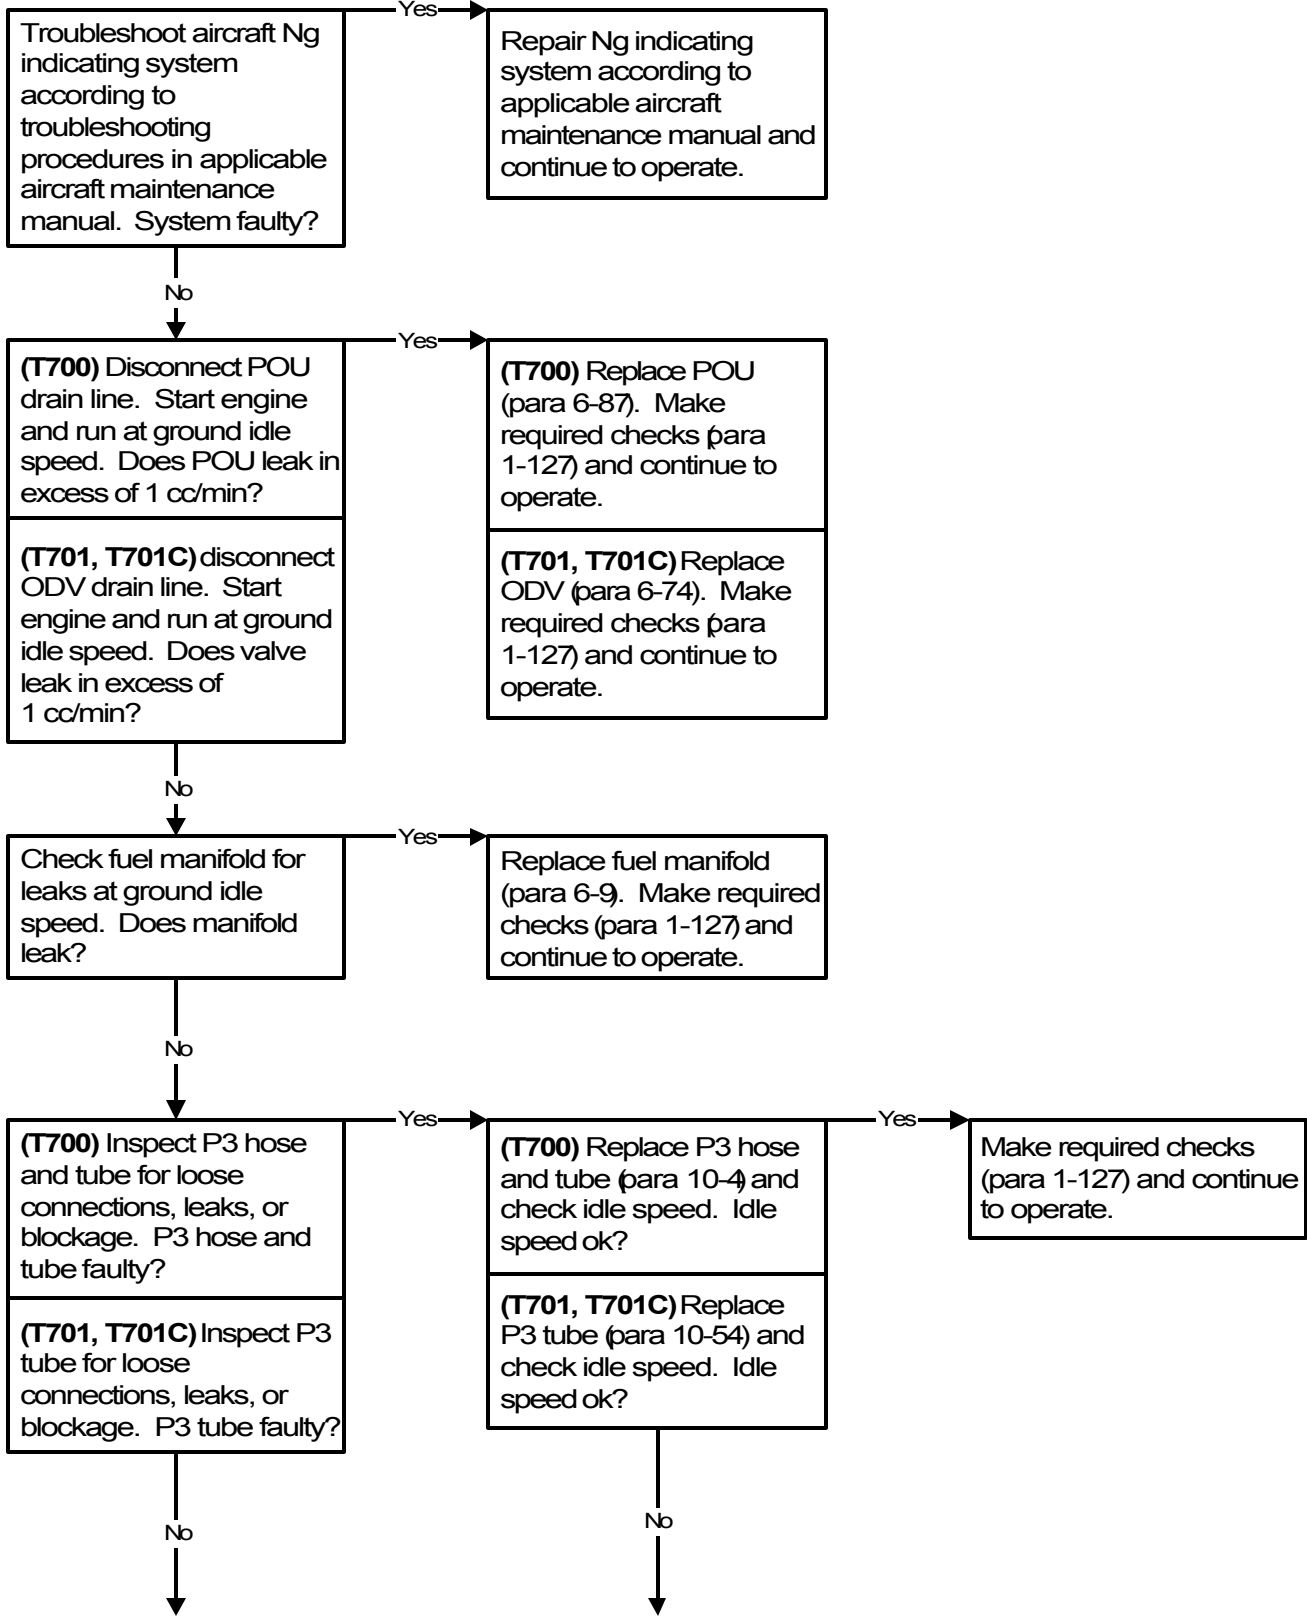 Troubleshoot aircraft Ng
indicating system
according to
troubleshooting
procedures in applicable
aircraft maintenance
manual. System faulty?
Yes
Repair Ng indicating
system according to
applicable aircraft
maintenance manual and
continue to operate.
No
(T700) Disconnect POU
drain line. Start engine
and run at ground idle
speed. Does POU leak in
excess of 1 cc/min?
(T701, T701C) disconnect
ODV drain line. Start
engine and run at ground
idle speed. Does valve
leak in excess of
1 cc/min?
Yes
(T700) Replace POU
(para 6-87). Make
required checks (para
1-127) and continue to
operate.
(T701, T701C) Replace
ODV (para 6-74). Make
required checks (para
1-127) and continue to
operate.
No
Check fuel manifold for
leaks at ground idle
speed. Does manifold
leak?
Yes
Replace fuel manifold
(para 6-9). Make required
checks (para 1-127) and
continue to operate.
No
(T700) Inspect P3 hose
and tube for loose
connections, leaks, or
blockage. P3 hose and
tube faulty?
(T701, T701C) Inspect P3
tube for loose
connections, leaks, or
blockage. P3 tube faulty?
Yes
(T700) Replace P3 hose
and tube (para 10-4) and
check idle speed. Idle
speed ok?
(T701, T701C) Replace
P3 tube (para 10-54) and
check idle speed. Idle
speed ok?
Yes
Make required checks
(para 1-127) and continue
to operate.
No
No